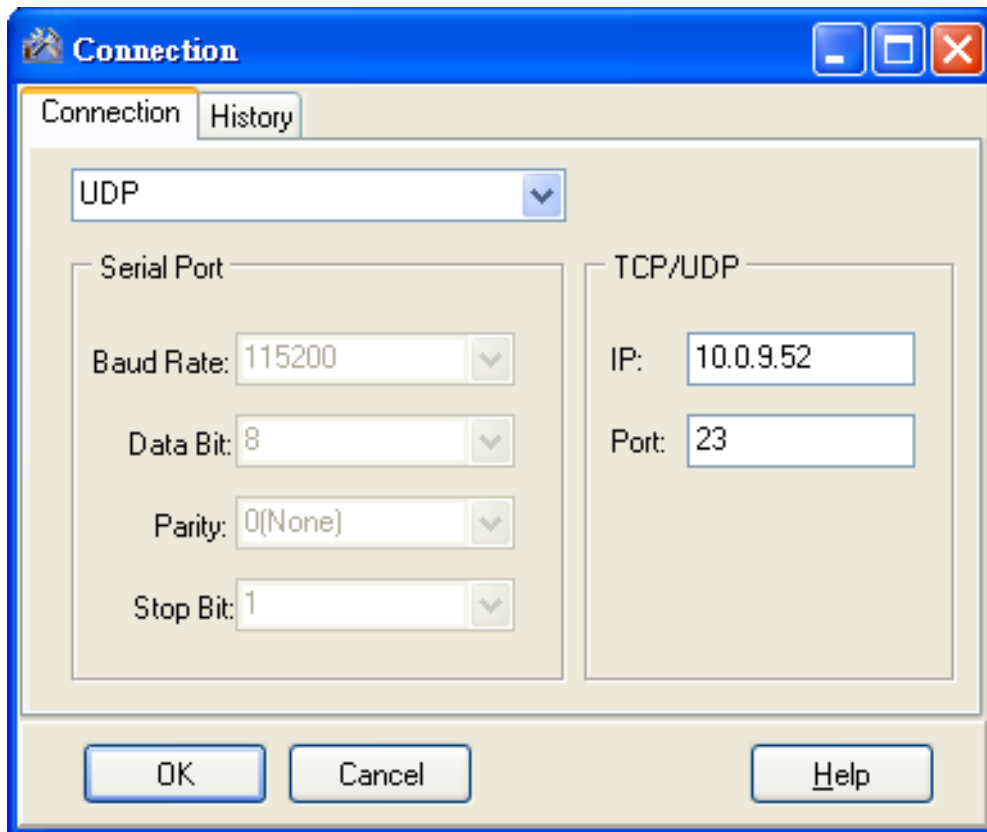 Connection
Connection History
UDP
Serial Port
Baud Rate: 115200
Data Bit: 8
Parity: 0(None)
Stop Bit: 1
TCP/UDP
IP: 10.0.9.52
Port: 23
OK Cancel Help